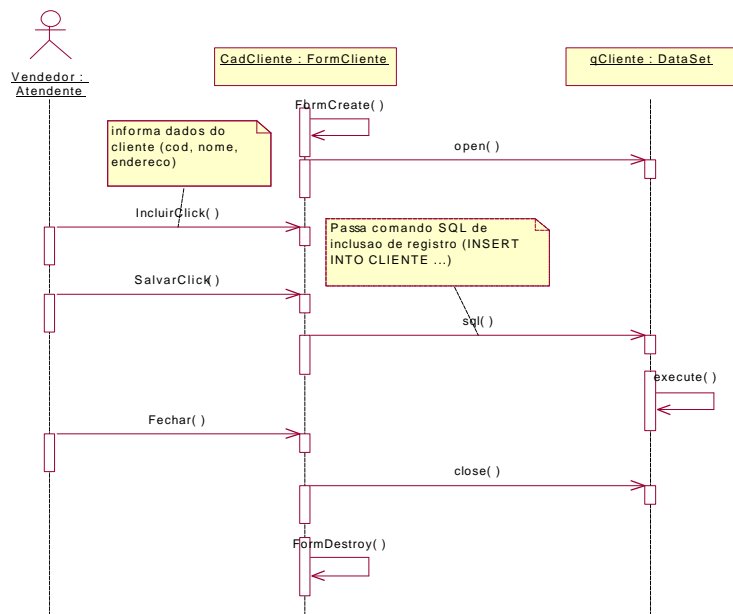 Vendedor :
Atendente
CadCliente : FormCliente
qCliente : DataSet
FormCreate( )
informa dados do
cliente (cod, nome,
endereco)
open( )
IncluirClick( )
Passa comando SQL de
inclusao de registro (INSERT
INTO CLIENTE ...)
SalvarClick( )
sql( )
execute( )
Fechar( )
close( )
FormDestroy( )